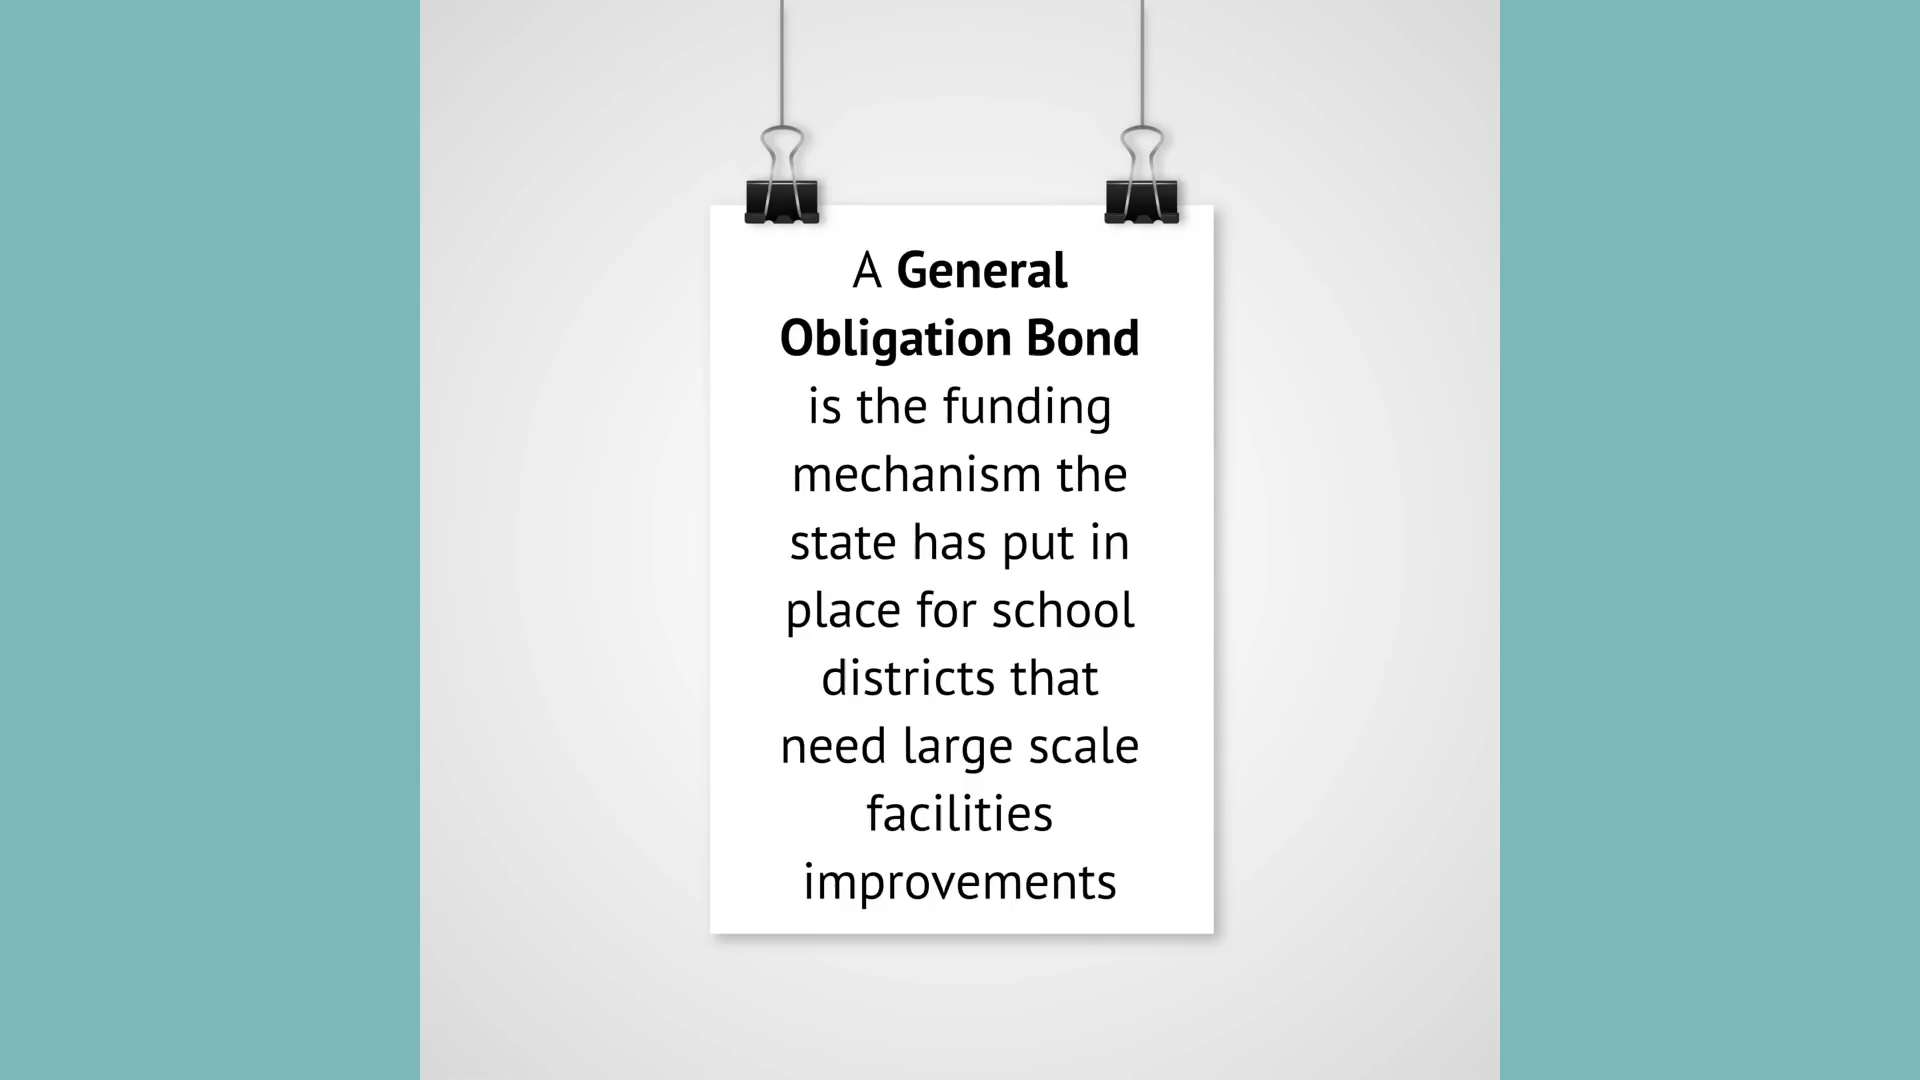 A General
Obligation Bond
is the funding
mechanism the
state has put in
place for school
districts that
need large scale
facilities
improvements